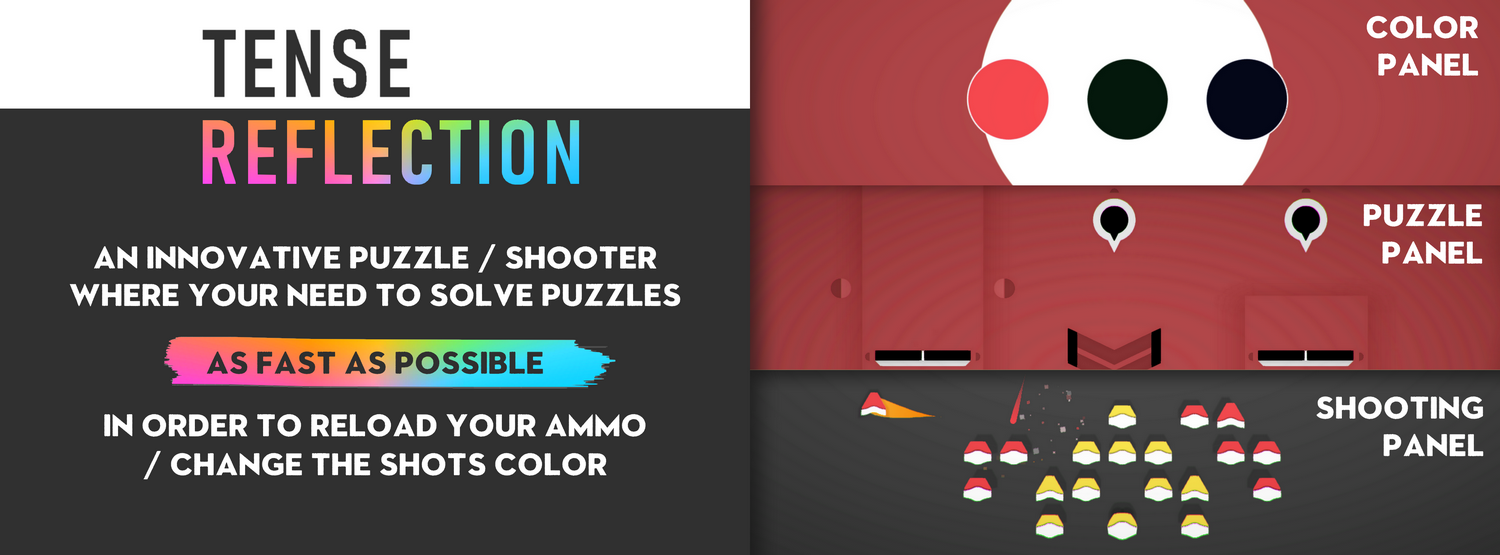 TENSE
REFLECTION
AN INNOVATIVE PUZZLE / SHOOTER
WHERE YOUR NEED TO SOLVE PUZZLES
AS FAST AS POSSIBLE
IN ORDER TO RELOAD YOUR AMMO
/ CHANGE THE SHOTS COLOR
COLOR
PANEL
PUZZLE
PANEL
SHOOTING
PANEL